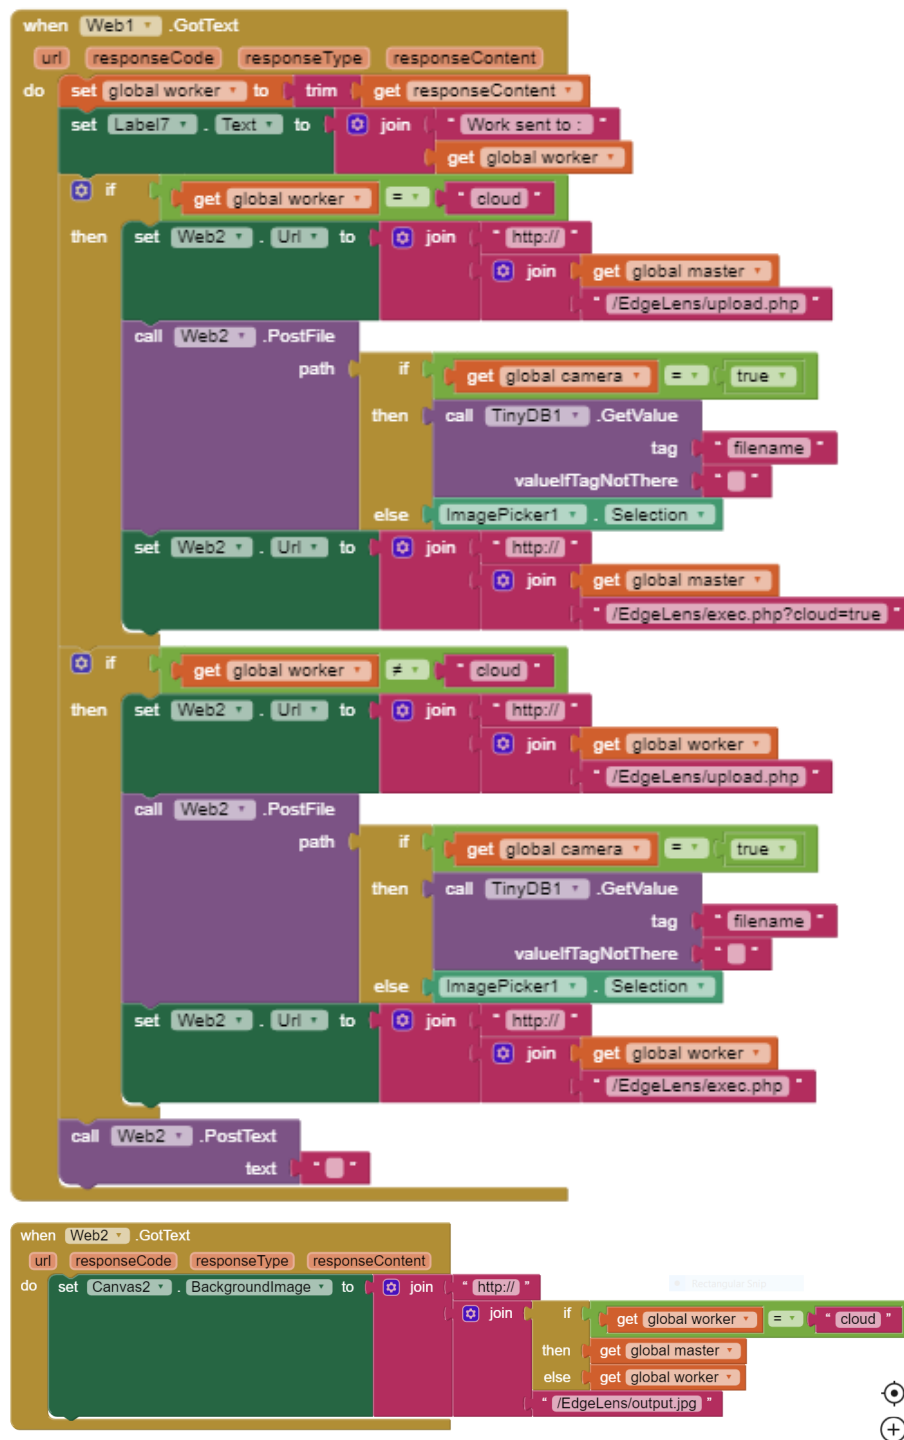 when Web1 .GotText
url responseCode responseType responseContent
do set global worker to trim get responseContent
set Label7 . Text to join " Work sent to : "
get global worker
if get global worker = " cloud "
then set Web2 . Url to join " http:// "
join get global master
" /EdgeLens/upload.php "
call Web2 .PostFile
path if get global camera = true
then call TinyDB1 .GetValue
tag " filename "
valueIfTagNotThere " "
else ImagePicker1 . Selection
set Web2 . Url to join " http:// "
join get global master
" /EdgeLens/exec.php?cloud=true "
if get global worker ≠ " cloud "
then set Web2 . Url to join " http:// "
join get global worker
" /EdgeLens/upload.php "
call Web2 .PostFile
path if get global camera = true
then call TinyDB1 .GetValue
tag " filename "
valueIfTagNotThere " "
else ImagePicker1 . Selection
set Web2 . Url to join " http:// "
join get global worker
" /EdgeLens/exec.php "
call Web2 .PostText
text " "
when Web2 .GotText
url responseCode responseType responseContent
do set Canvas2 . BackgroundImage to join " http:// "
Rectangular Snip
join if get global worker = " cloud "
then get global master
else get global worker
" /EdgeLens/output.jpg "